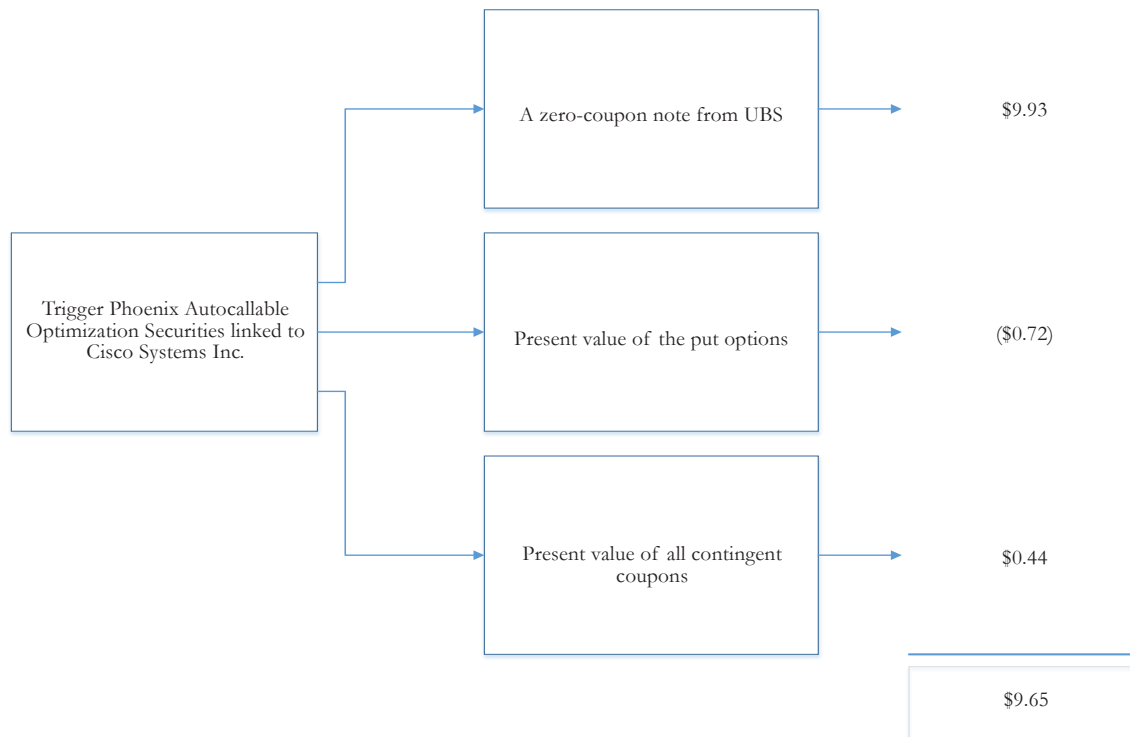 A zero-coupon note from UBS
$9.93
Trigger Phoenix Autocallable
Optimization Securities linked to
Cisco Systems Inc.
Present value of the put options
($0.72)
Present value of all contingent
coupons
$0.44
$9.65